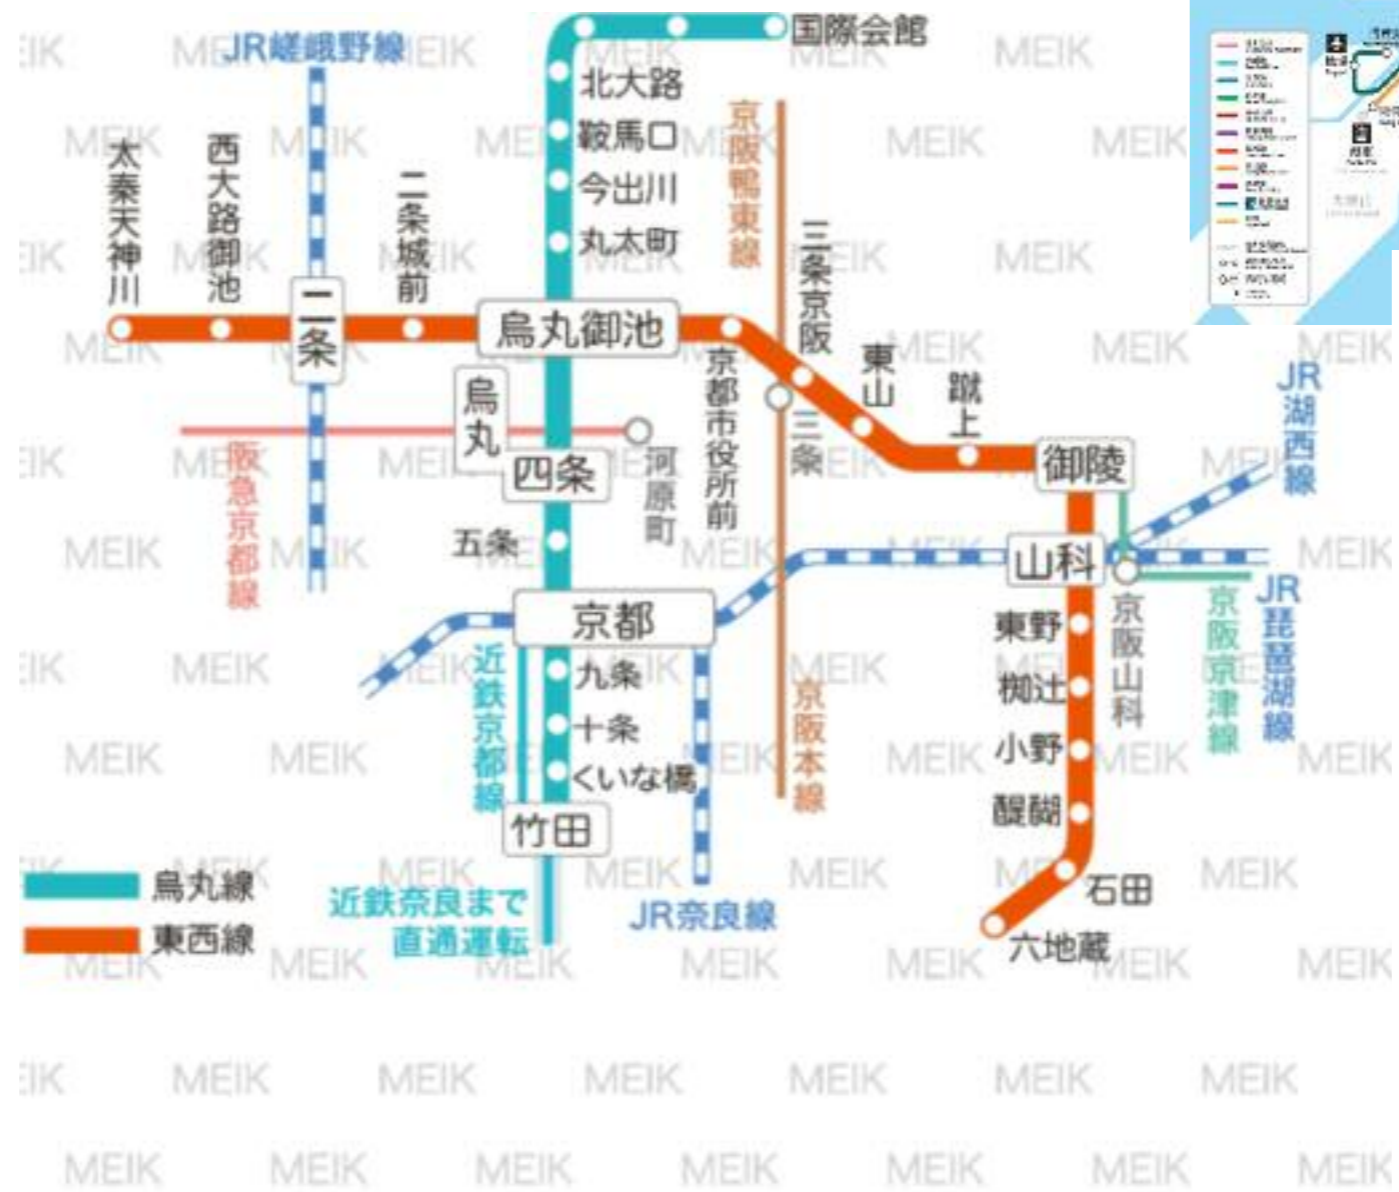 JR嵯峨野線
国際会館
北大路
鞍馬口
今出川
丸太町
京阪鴨東線
太秦天神川
西大路御池
二条
二条城前
烏丸御池
三条京阪
東山
蹴上
御陵
京都市役所前
三条
烏丸
四条
河原町
阪急京都線
五条
JR湖西線
山科
京阪山科
京阪京津線
JR琵琶湖線
京都
東野
椥辻
小野
醍醐
石田
六地蔵
近鉄京都線
九条
十条
くいな橋
竹田
京阪本線
近鉄奈良まで
直通運転
JR奈良線
烏丸線
東西線
MEIK